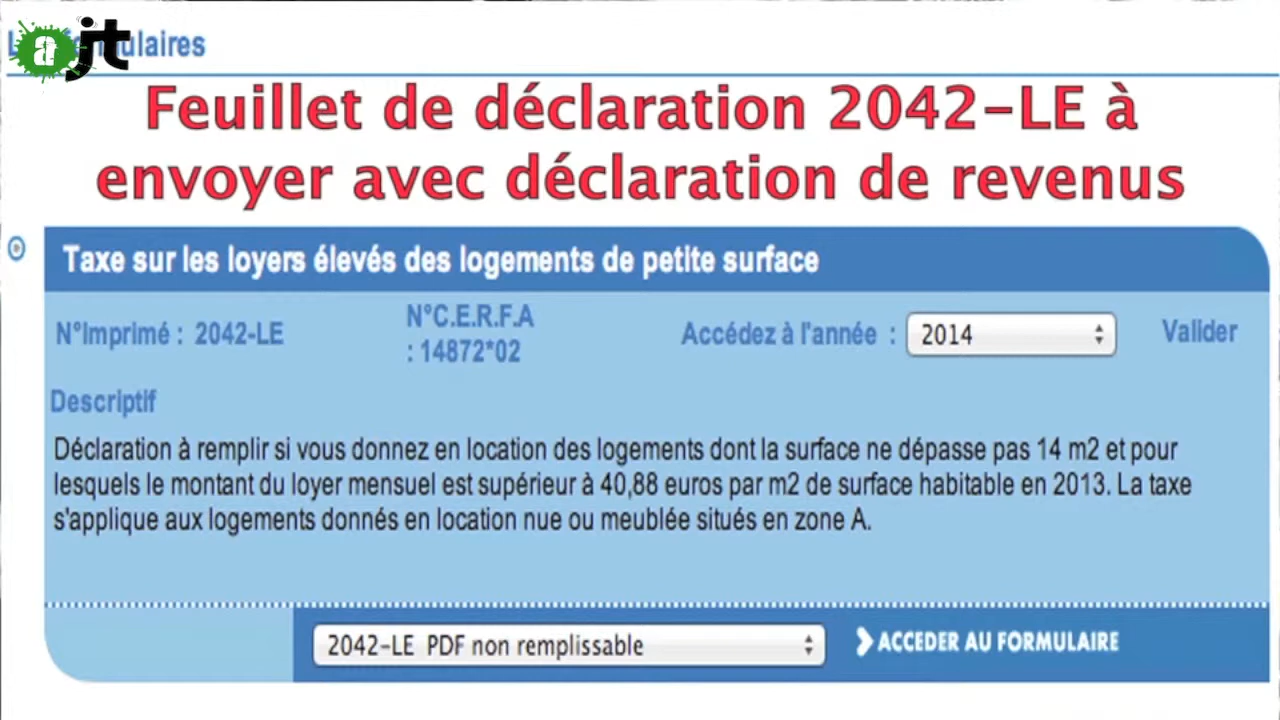 ajt
Feuillet de déclaration 2042-LE à
envoyer avec déclaration de revenus
Taxe sur les loyers élevés des logements de petite surface
N°Imprimé : 2042-LE
N°C.E.R.F.A
: 14872*02
Accédez à l'année :
2014
Valider
Descriptif
Déclaration à remplir si vous donnez en location des logements dont la surface ne dépasse pas 14 m2 et pour
lesquels le montant du loyer mensuel est supérieur à 40,88 euros par m2 de surface habitable en 2013. La taxe
s'applique aux logements donnés en location nue ou meublée situés en zone A.
2042-LE PDF non remplissable
ACCEDER AU FORMULAIRE